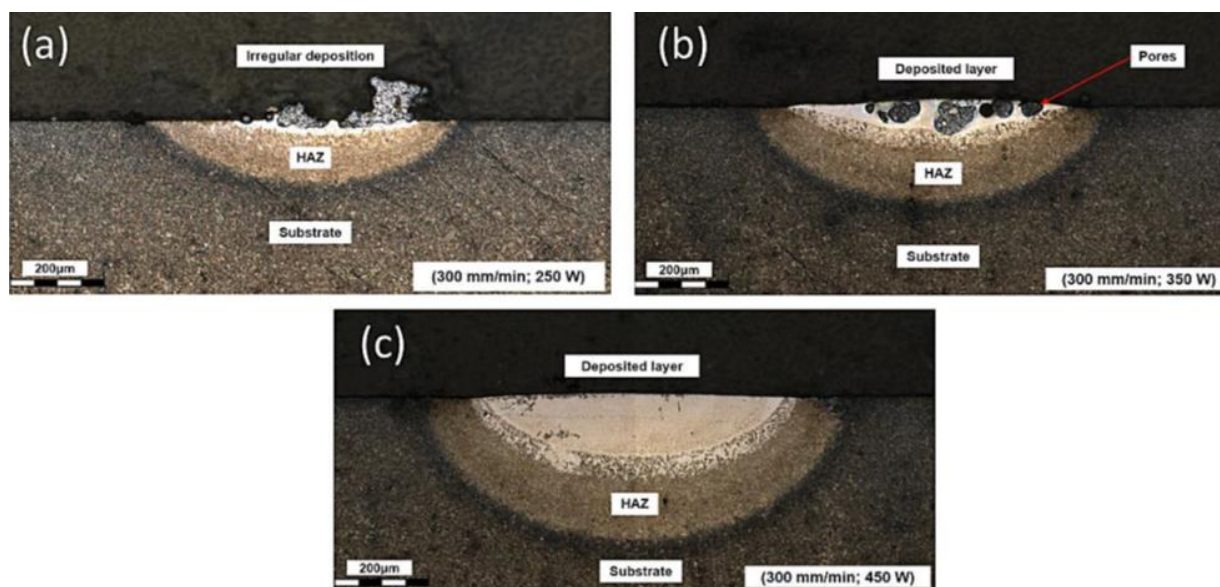 (a)
Irregular deposition
HAZ
Substrate
200µm
(300 mm/min; 250 W)
(b)
Deposited layer
Pores
HAZ
Substrate
200µm
(300 mm/min; 350 W)
(c)
Deposited layer
HAZ
200µm
Substrate
(300 mm/min; 450 W)